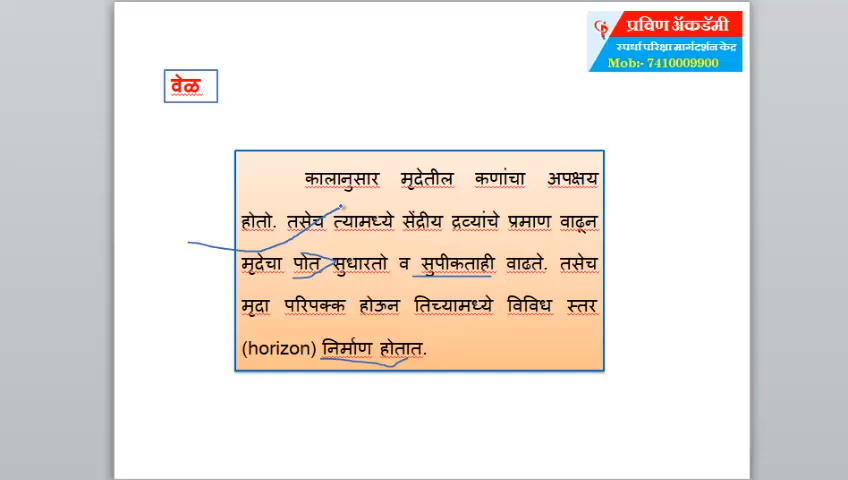 प्रविण ॲकडॅमी
स्पर्धा परिक्षा मार्गदर्शन केंद्र
Mob:- 7410009900
वेळ
कालानुसार मृदेतील कणांचा अपक्षय
होतो. तसेच त्यामध्ये सेंद्रीय द्रव्यांचे प्रमाण वाढून
मृदेचा पोत सुधारतो व सुपीकताही वाढते. तसेच
मृदा परिपक्क होऊन तिच्यामध्ये विविध स्तर
(horizon) निर्माण होतात.